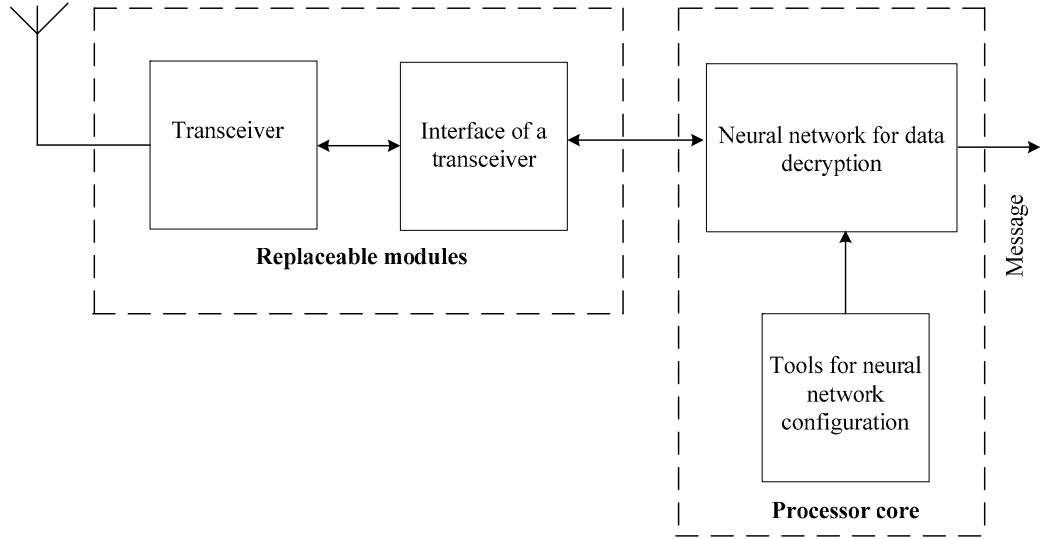 Transceiver
Interface of a
transceiver
Replaceable modules
Neural network for data
decryption
Message
Tools for neural
network
configuration
Processor core